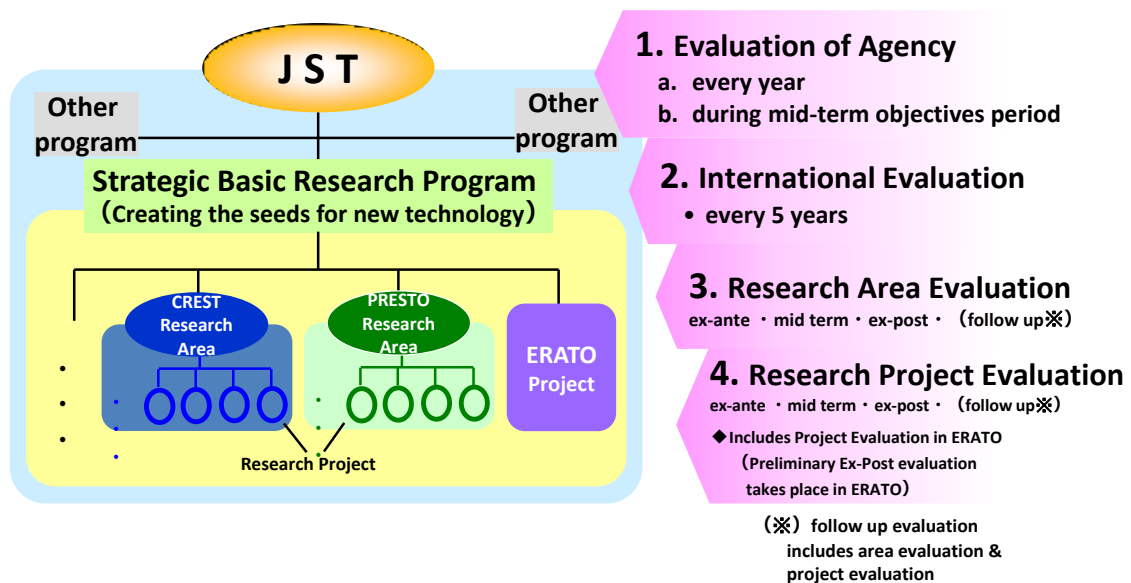 J S T
Other
program
Other
program
Strategic Basic Research Program
（Creating the seeds for new technology）
CREST
Research
Area
PRESTO
Research
Area
ERATO
Project
Research Project
1. Evaluation of Agency
a. every year
b. during mid-term objectives period
2. International Evaluation
• every 5 years
3. Research Area Evaluation
ex-ante ・mid term・ex-post・ （follow up※）
4. Research Project Evaluation
ex-ante ・mid term・ex-post・ （follow up※）
◆Includes Project Evaluation in ERATO
（Preliminary Ex-Post evaluation
takes place in ERATO）
（※）follow up evaluation
includes area evaluation &
project evaluation